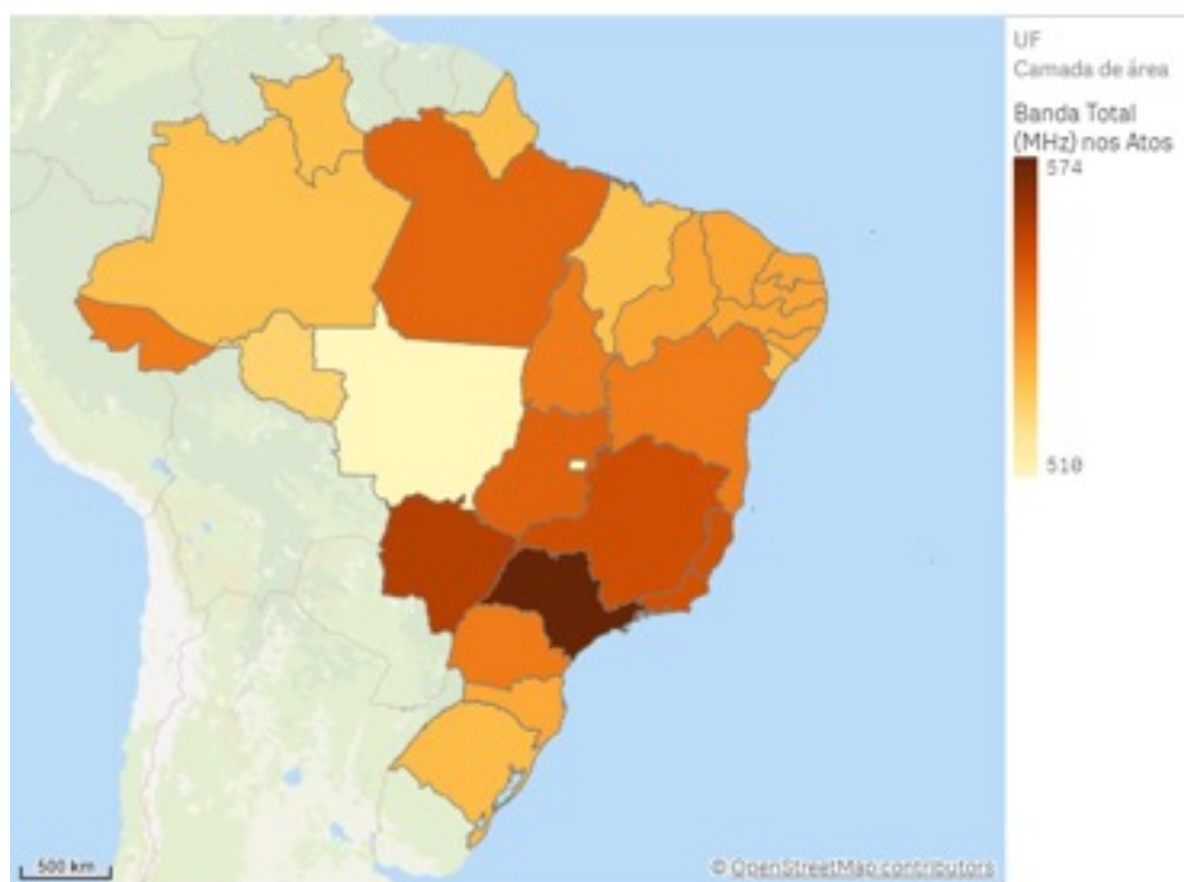 UF
Camada de área
Banda Total
(MHz) nos Atos
574
510
500 km
© OpenStreetMap contributors